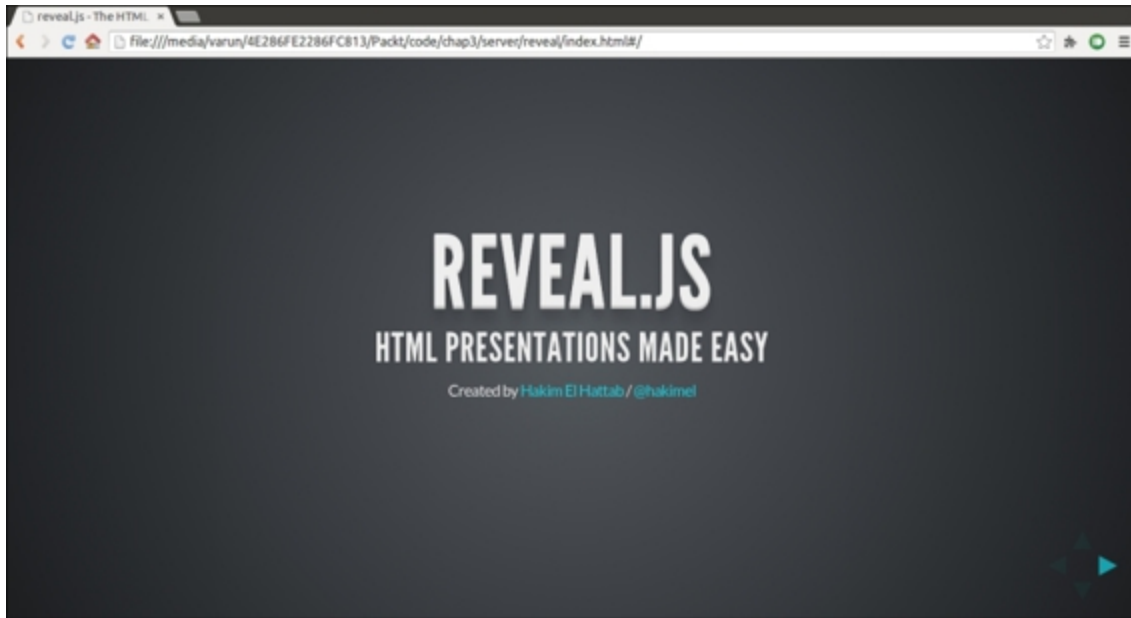 reveal.js - The HTML
file:///media/varun/4E286FE2286FC813/Packt/code/chap3/server/reveal/index.html#/
REVEAL.JS
HTML PRESENTATIONS MADE EASY
Created by Hakim El Hattab / @hakimel